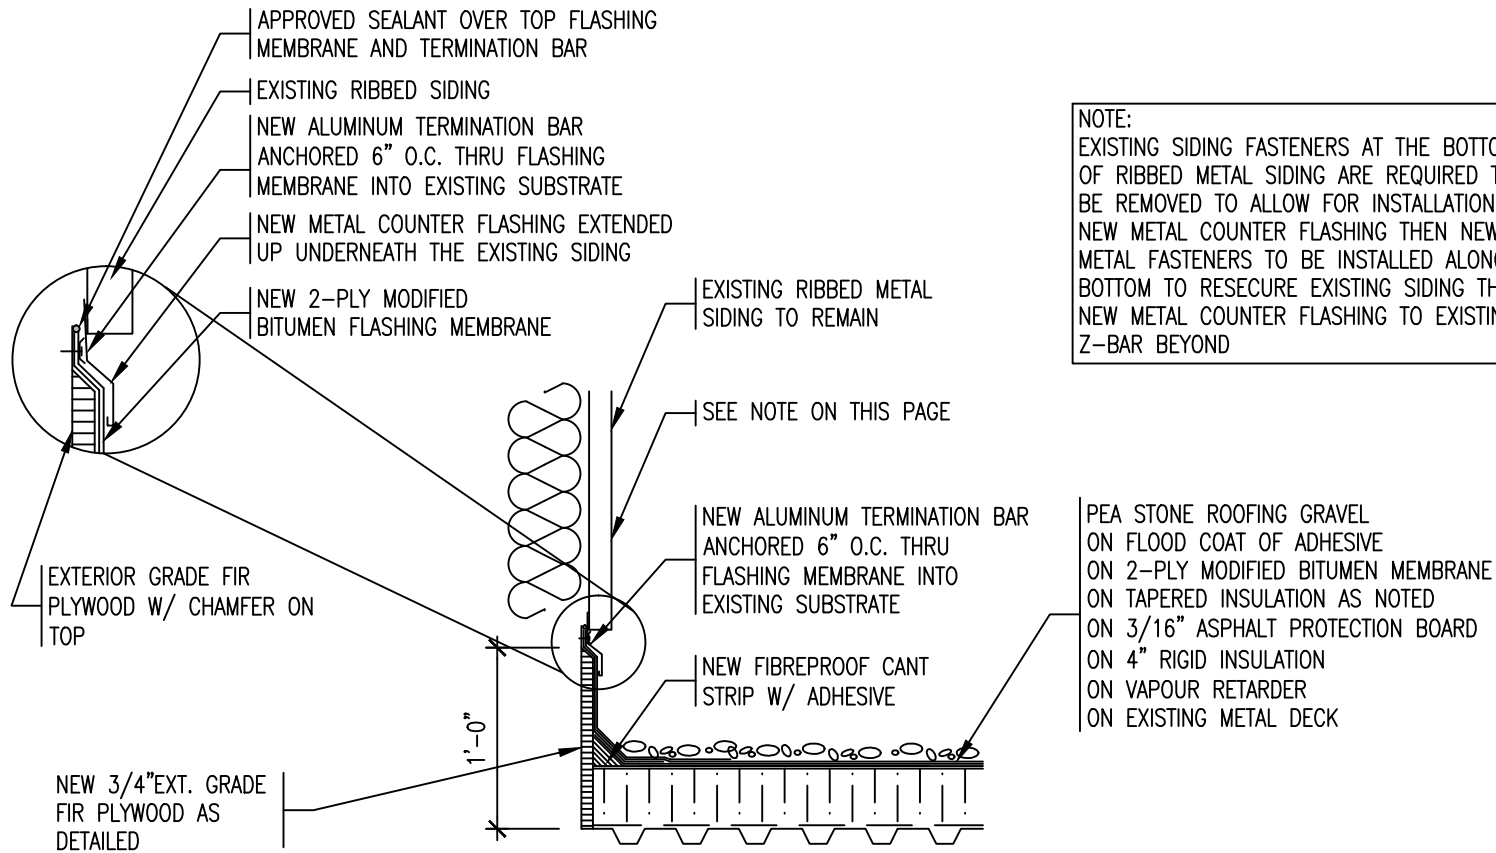 APPROVED SEALANT OVER TOP FLASHING
MEMBRANE AND TERMINATION BAR
EXISTING RIBBED SIDING
NEW ALUMINUM TERMINATION BAR
ANCHORED 6" O.C. THRU FLASHING
MEMBRANE INTO EXISTING SUBSTRATE
NEW METAL COUNTER FLASHING EXTENDED
UP UNDERNEATH THE EXISTING SIDING
NEW 2-PLY MODIFIED
BITUMEN FLASHING MEMBRANE
EXTERIOR GRADE FIR
PLYWOOD W/ CHAMFER ON
TOP
NEW 3/4"EXT. GRADE
FIR PLYWOOD AS
DETAILED
1'-0"
EXISTING RIBBED METAL
SIDING TO REMAIN
SEE NOTE ON THIS PAGE
NEW ALUMINUM TERMINATION BAR
ANCHORED 6" O.C. THRU
FLASHING MEMBRANE INTO
EXISTING SUBSTRATE
NEW FIBREPROOF CANT
STRIP W/ ADHESIVE
NOTE:
EXISTING SIDING FASTENERS AT THE
OF RIBBED METAL SIDING ARE REQUIRED
BE REMOVED TO ALLOW FOR INSTALLATION
NEW METAL COUNTER FLASHING THEN NEW
METAL FASTENERS TO BE INSTALLED
BOTTOM TO RESECURE EXISTING SIDING
NEW METAL COUNTER FLASHING TO
Z-BAR BEYOND
PEA STONE ROOFING GRAVEL
ON FLOOD COAT OF ADHESIVE
ON 2-PLY MODIFIED BITUMEN MEMBRANE
ON TAPERED INSULATION AS NOTED
ON 3/16" ASPHALT PROTECTION BOARD
ON 4" RIGID INSULATION
ON VAPOUR RETARDER
ON EXISTING METAL DECK